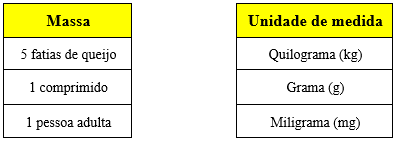 Massa
5 fatias de queijo
1 comprimido
1 pessoa adulta
Unidade de medida
Quilograma (kg)
Grama (g)
Miligrama (mg)